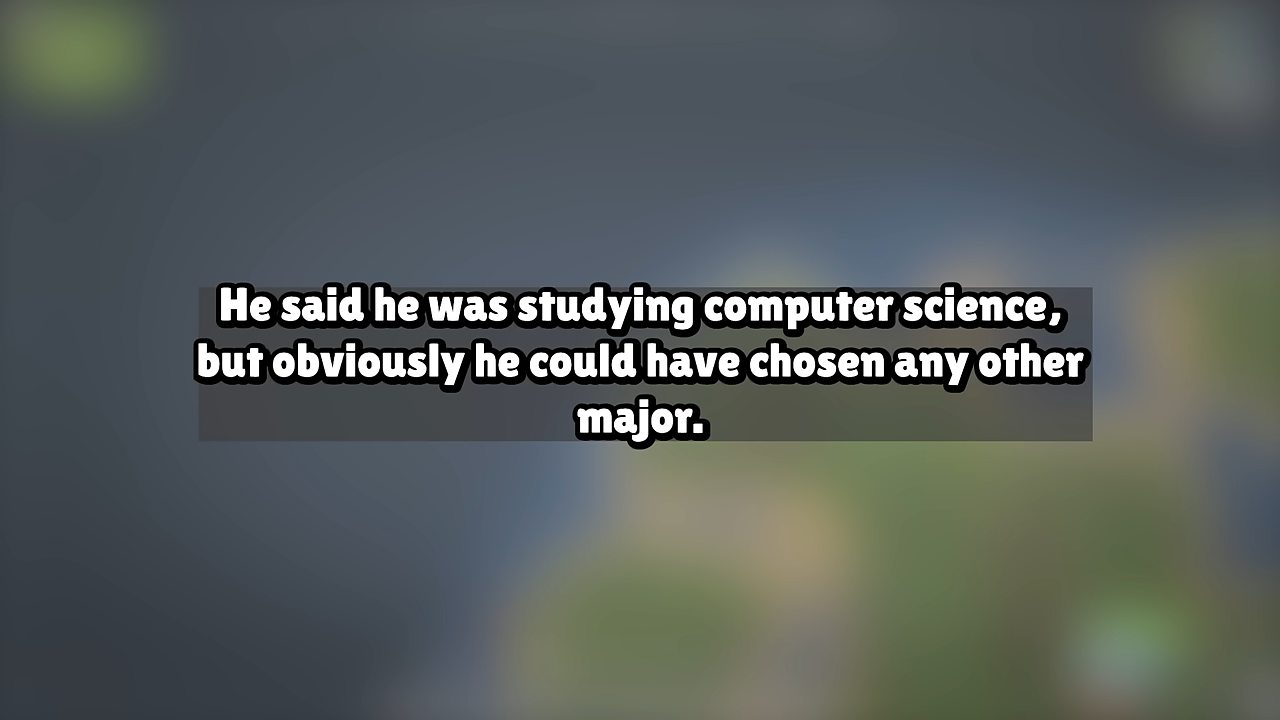 He said he was studying computer science,
but obviously he could have chosen any other
major.